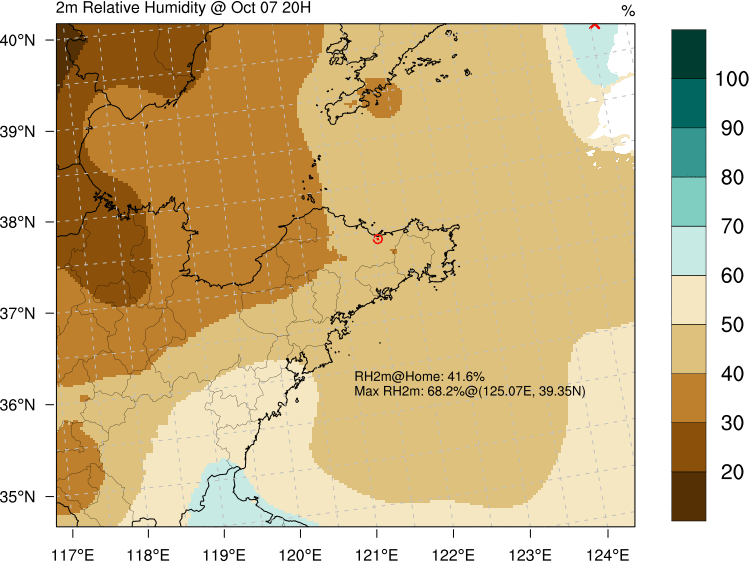 2m Relative Humidity @ Oct 07 20H
%
40°N
39°N
38°N
37°N
36°N
35°N
RH2m@Home: 41.6%
Max RH2m: 68.2%@(125.07E, 39.35N)
117°E 118°E 119°E 120°E 121°E 122°E 123°E 124°E
100
90
80
70
60
50
40
30
20